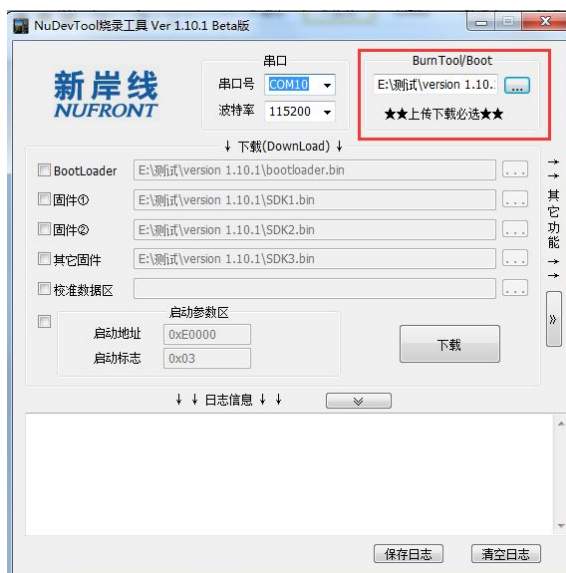 NuDevTool烧录工具 Ver 1.10.1 Beta版
新岸线
NUFRONT
串口
串口号 COM10
波特率 115200
BurnTool/Boot
E:\测试\version 1.10.
...
★★上传下载必选★★
↓ 下载(DownLoad) ↓
BootLoader E:\测试\version 1.10.1\bootloader.bin ...
固件① E:\测试\version 1.10.1\SDK1.bin ...
固件② E:\测试\version 1.10.1\SDK2.bin ...
其它固件 E:\测试\version 1.10.1\SDK3.bin ...
校准数据区 ...
启动参数区
启动地址 0xE0000
启动标志 0x03
下载
→→其它功能→→
»
↓ ↓ 日志信息 ↓ ↓
保存日志 清空日志